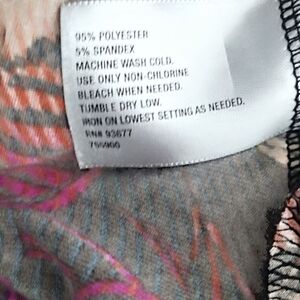 95% POLYESTER
5% SPANDEX
MACHINE WASH COLD.
USE ONLY NON-CHLORINE
BLEACH WHEN NEEDED.
TUMBLE DRY LOW.
IRON ON LOWEST SETTING AS NEEDED.
RN# 93677
755900